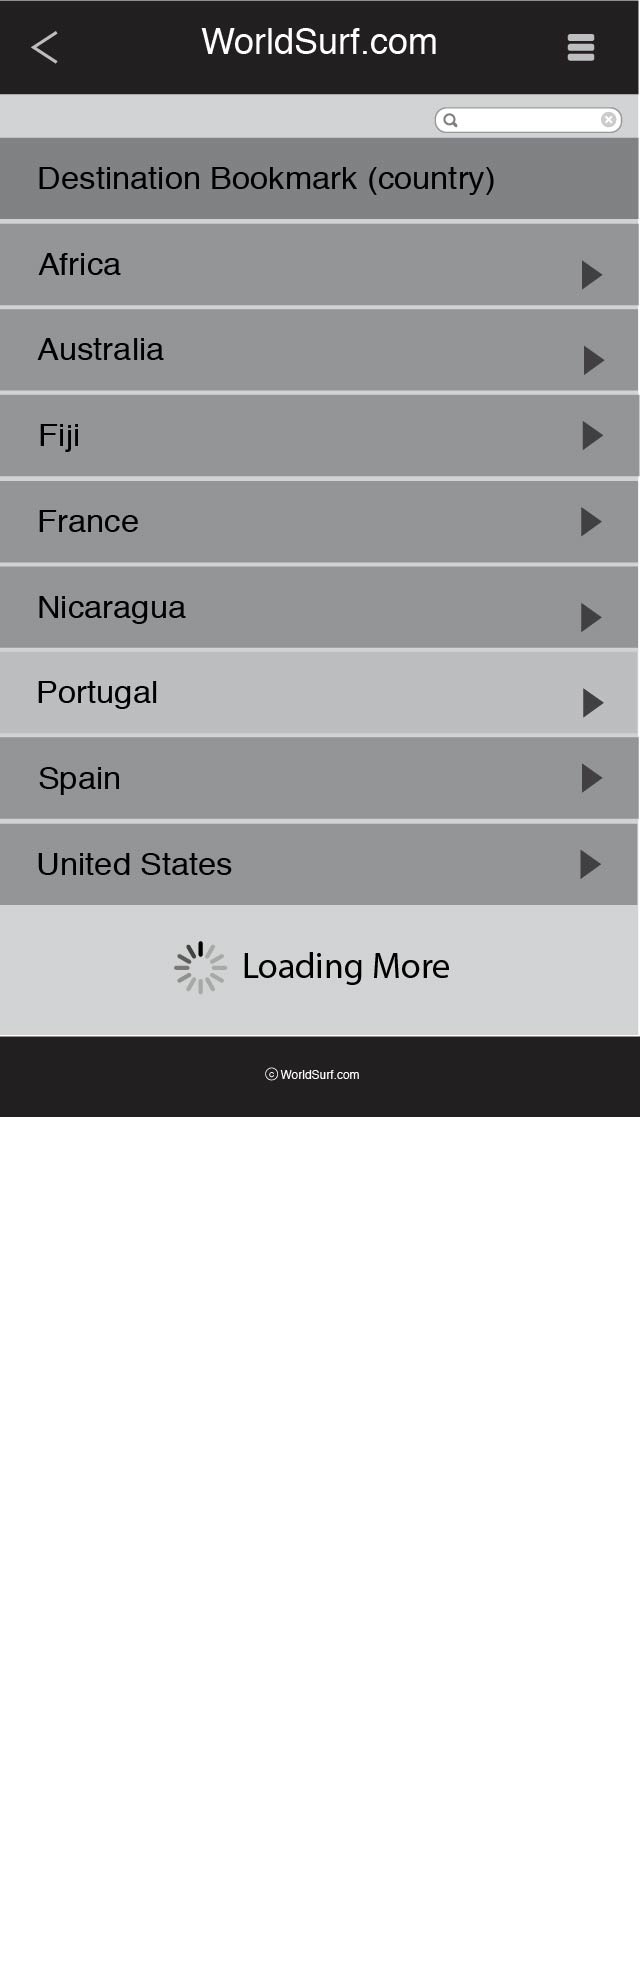 WorldSurf.com
Destination Bookmark (country)
Africa
Australia
Fiji
France
Nicaragua
Portugal
Spain
United States
Loading More
© WorldSurf.com